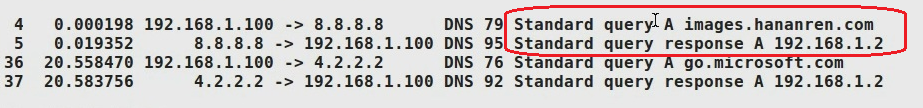 4 0.000198 192.168.1.100 -> 8.8.8.8 DNS 79 Standard query A images.hananren.com
5 0.019352 8.8.8.8 -> 192.168.1.100 DNS 95 Standard query response A 192.168.1.2
36 20.558470 192.168.1.100 -> 4.2.2.2 DNS 76 Standard query A go.microsoft.com
37 20.583756 4.2.2.2 -> 192.168.1.100 DNS 92 Standard query response A 192.168.1.2